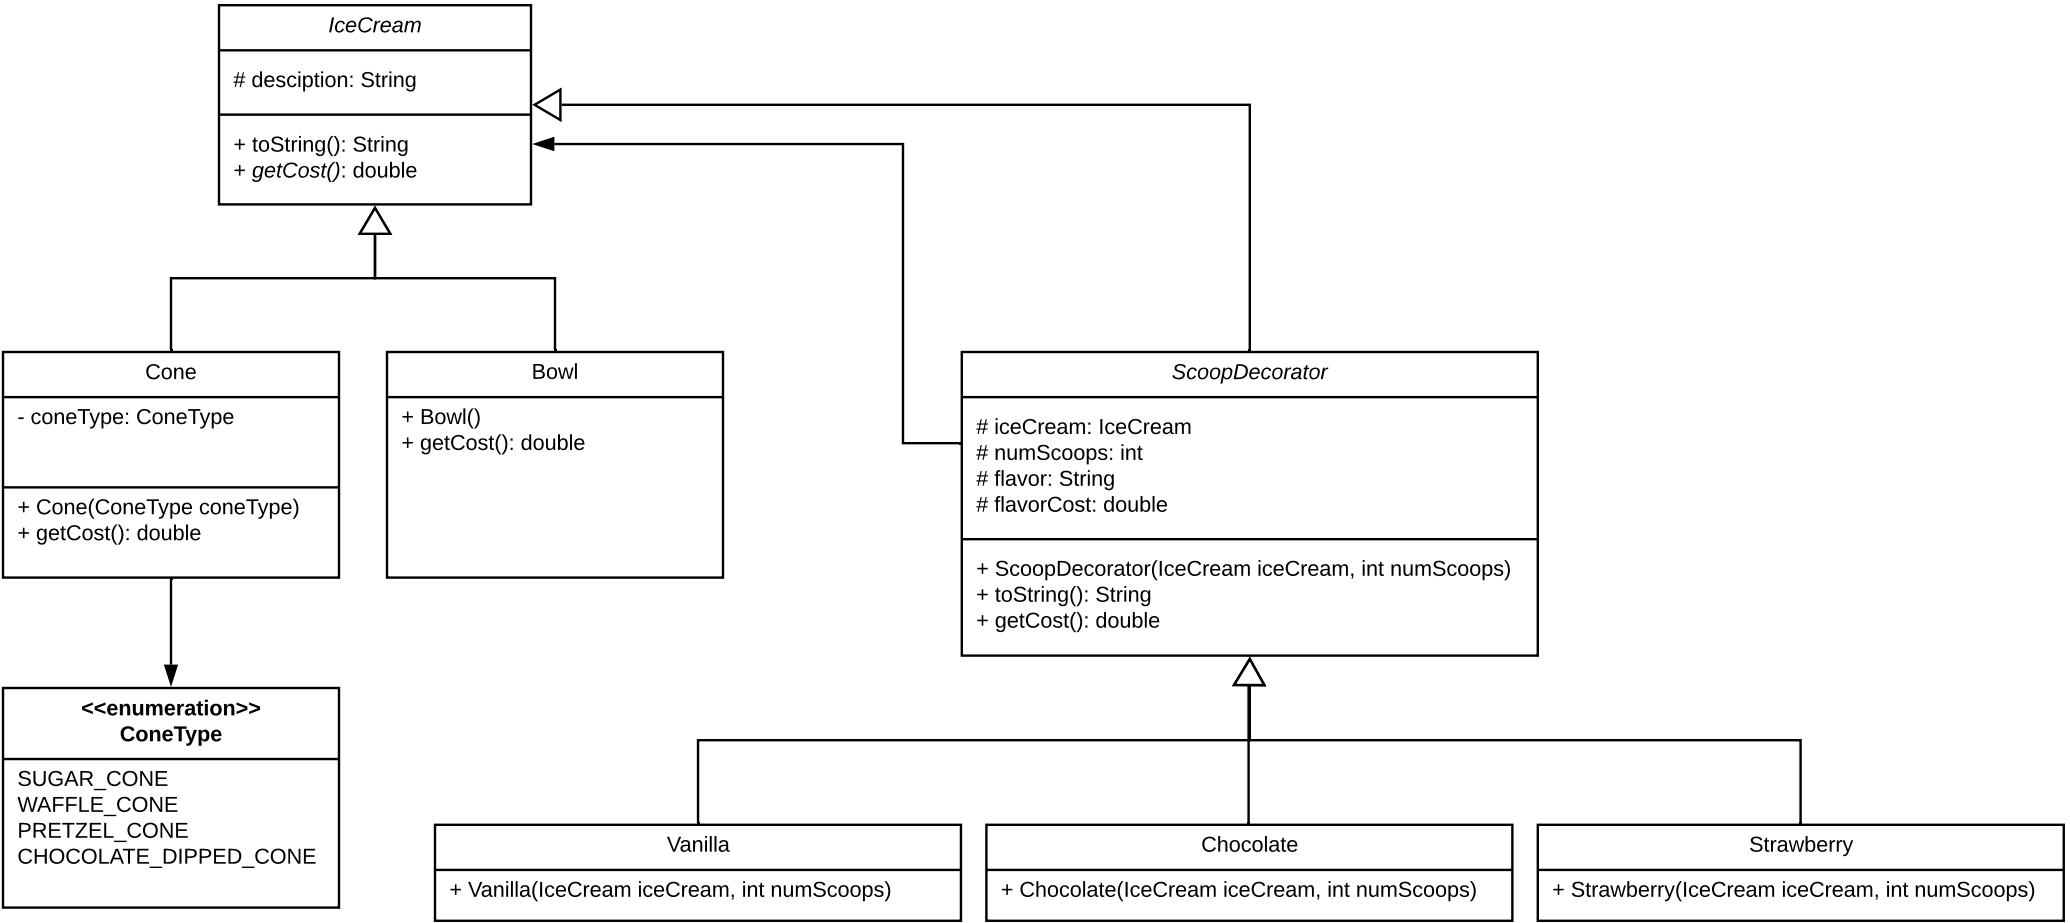 IceCream
# desciption: String
+ toString(): String
+ getCost(): double
Cone
- coneType: ConeType
+ Cone(ConeType coneType)
+ getCost(): double
Bowl
+ Bowl()
+ getCost(): double
ScoopDecorator
# iceCream: IceCream
# numScoops: int
# flavor: String
# flavorCost: double
+ ScoopDecorator(IceCream iceCream, int numScoops)
+ toString(): String
+ getCost(): double
<<enumeration>>
ConeType
SUGAR_CONE
WAFFLE_CONE
PRETZEL_CONE
CHOCOLATE_DIPPED_CONE
Vanilla
+ Vanilla(IceCream iceCream, int numScoops)
Chocolate
+ Chocolate(IceCream iceCream, int numScoops)
Strawberry
+ Strawberry(IceCream iceCream, int numScoops)